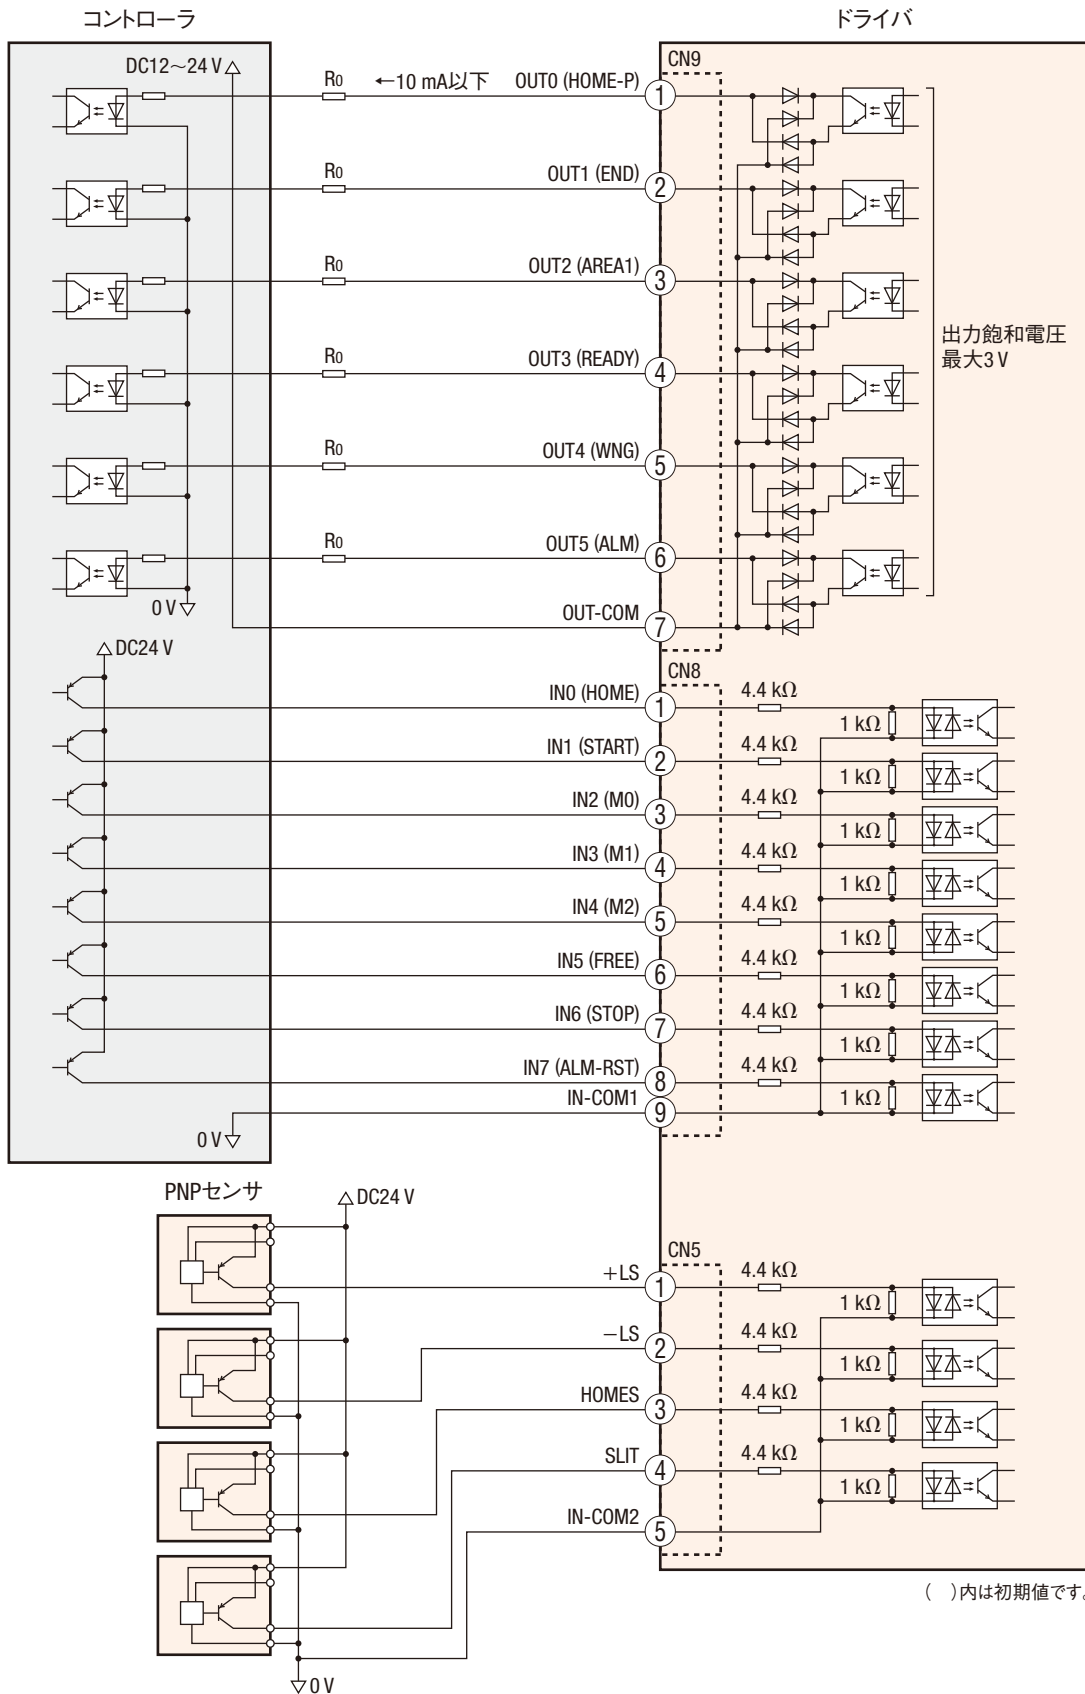 コントローラ
ドライバ
DC12～24 V
R0
←10 mA以下
OUT0 (HOME-P)
CN9
1
R0
OUT1 (END)
2
R0
OUT2 (AREA1)
3
出力飽和電圧
最大3 V
R0
OUT3 (READY)
4
R0
OUT4 (WNG)
5
R0
OUT5 (ALM)
6
0 V
OUT-COM
7
DC24 V
CN8
IN0 (HOME)
1
4.4 kΩ
1 kΩ
IN1 (START)
2
4.4 kΩ
1 kΩ
IN2 (M0)
3
4.4 kΩ
1 kΩ
IN3 (M1)
4
4.4 kΩ
1 kΩ
IN4 (M2)
5
4.4 kΩ
1 kΩ
IN5 (FREE)
6
4.4 kΩ
1 kΩ
IN6 (STOP)
7
4.4 kΩ
1 kΩ
IN7 (ALM-RST)
8
4.4 kΩ
1 kΩ
IN-COM1
9
0 V
PNPセンサ
DC24 V
CN5
+LS
1
4.4 kΩ
1 kΩ
−LS
2
4.4 kΩ
1 kΩ
HOMES
3
4.4 kΩ
1 kΩ
SLIT
4
4.4 kΩ
1 kΩ
IN-COM2
5
( )内は初期値です。
0 V